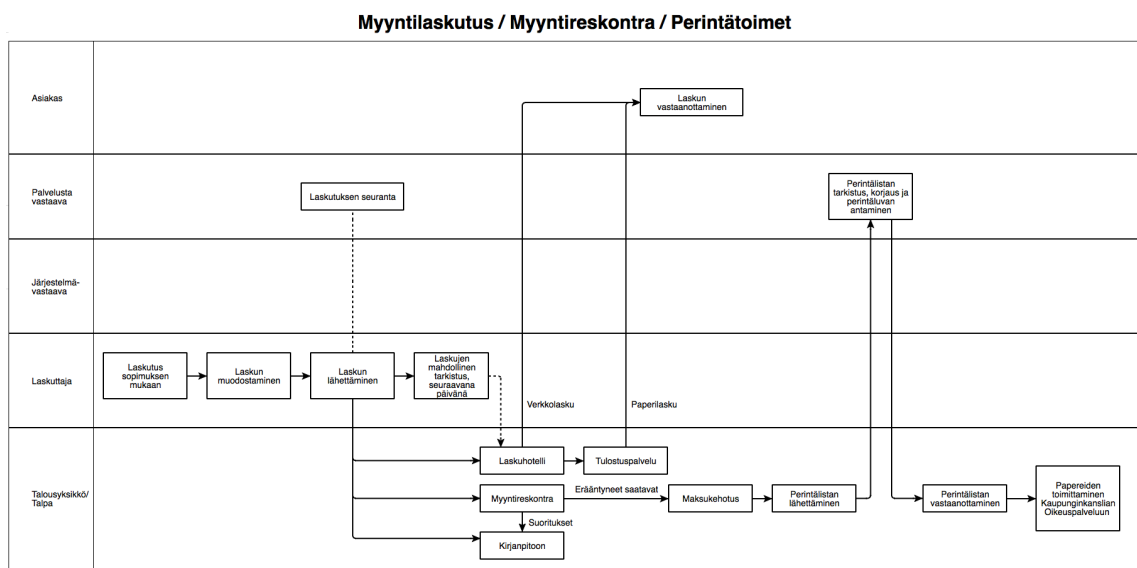 Myyntilaskutus / Myyntireskontra / Perintätoimet
Asiakas
Laskun
vastaanottaminen
Palvelusta
vastaava
Laskutuksen seuranta
Perintälistan
tarkistus, korjaus ja
perintäluvan
antaminen
Järjestelmä-
vastaava
Laskuttaja
Laskutus
sopimuksen
mukaan
Laskun
muodostaminen
Laskun
lähettäminen
Laskujen
mahdollinen
tarkistus,
seuraavana
päivänä
Verkkolasku
Paperilasku
Talousyksikkö/
Talpa
Laskuhotelli
Tulostuspalvelu
Myyntireskontra
Erääntyneet saatavat
Maksukehotus
Perintälistan
lähettäminen
Perintälistan
vastaanottaminen
Papereiden
toimittaminen
Kaupunginkanslian
Oikeuspalveluun
Suoritukset
Kirjanpitoon